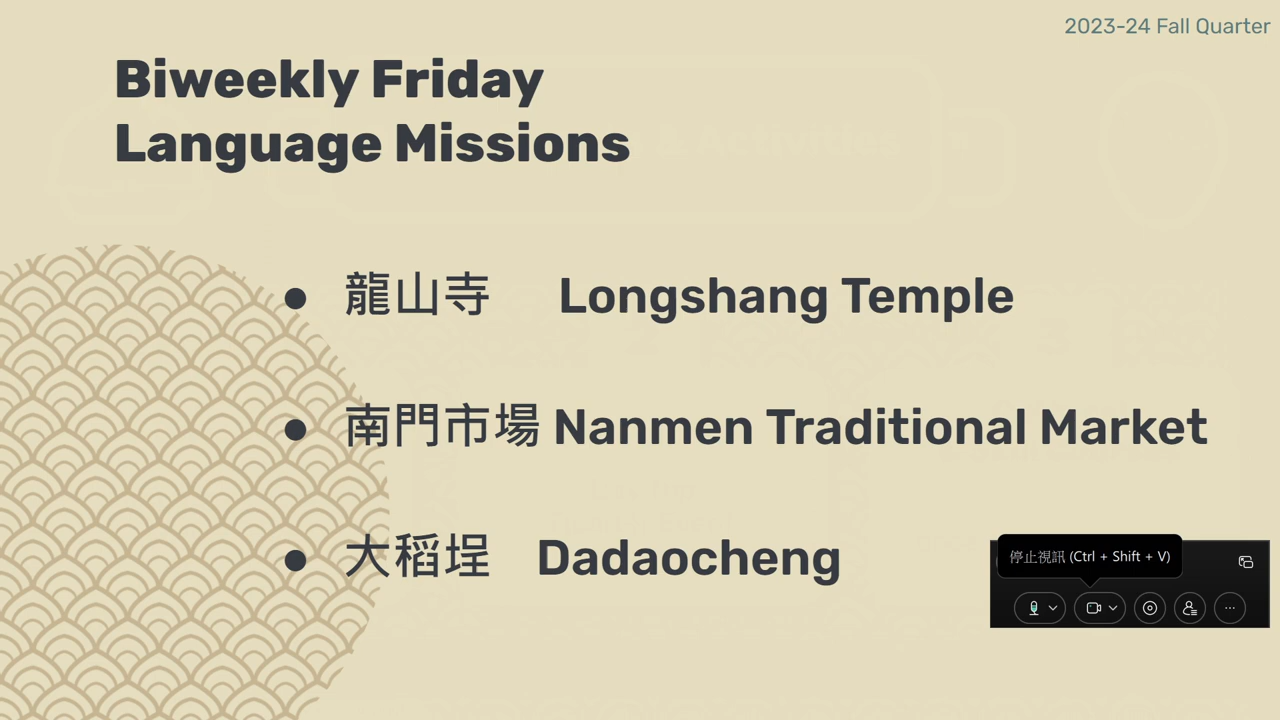 2023-24 Fall Quarter
Biweekly Friday
Language Missions
& Activities
● 龍山寺 Longshang Temple
● 南門市場 Nanmen Traditional Market
● 大稻埕 Dadaocheng
停止視訊 (Ctrl + Shift + V)